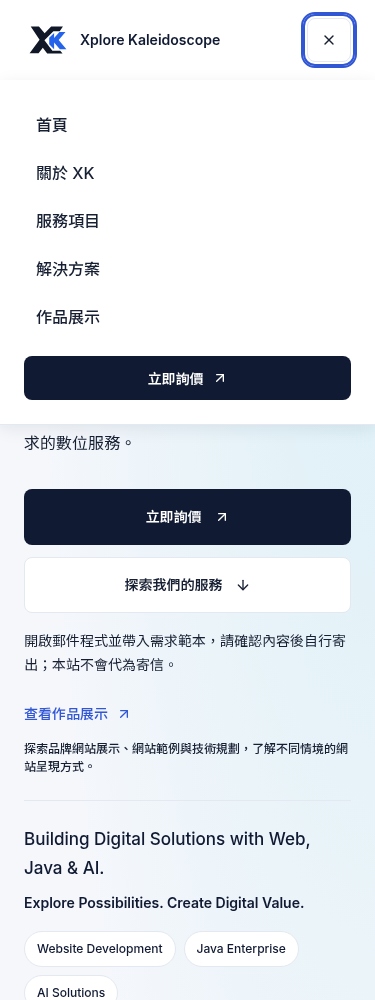 XK Xplore Kaleidoscope
首頁
關於 XK
服務項目
解決方案
作品展示
立即詢價
求的數位服務。
立即詢價
探索我們的服務
開啟郵件程式並帶入需求範本，請確認內容後自行寄
出；本站不會代為寄信。
查看作品展示
探索品牌網站展示、網站範例與技術規劃，了解不同情境的網
站呈現方式。
Building Digital Solutions with Web,
Java & AI.
Explore Possibilities. Create Digital Value.
Website Development Java Enterprise
AI Solutions